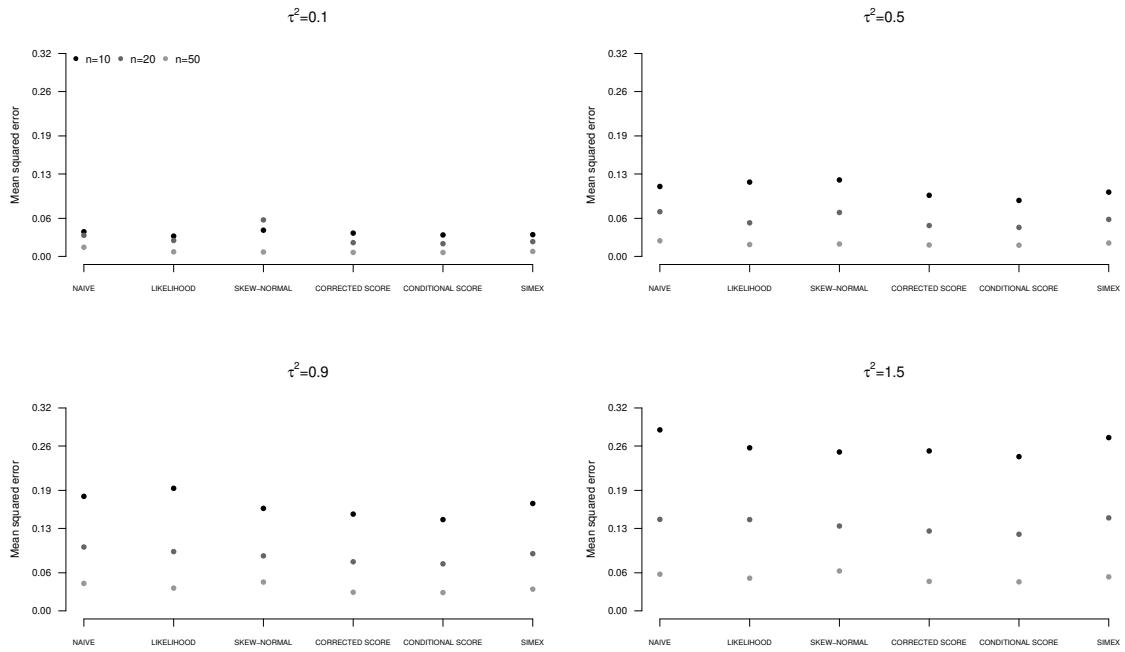 τ²=0.1
Mean squared error
0.32
0.26
0.19
0.13
0.06
0.00
n=10 n=20 n=50
NAIVE LIKELIHOOD SKEW−NORMAL CORRECTED SCORE CONDITIONAL SCORE SIMEX
τ²=0.5
Mean squared error
0.32
0.26
0.19
0.13
0.06
0.00
NAIVE LIKELIHOOD SKEW−NORMAL CORRECTED SCORE CONDITIONAL SCORE SIMEX
τ²=0.9
Mean squared error
0.32
0.26
0.19
0.13
0.06
0.00
NAIVE LIKELIHOOD SKEW−NORMAL CORRECTED SCORE CONDITIONAL SCORE SIMEX
τ²=1.5
Mean squared error
0.32
0.26
0.19
0.13
0.06
0.00
NAIVE LIKELIHOOD SKEW−NORMAL CORRECTED SCORE CONDITIONAL SCORE SIMEX